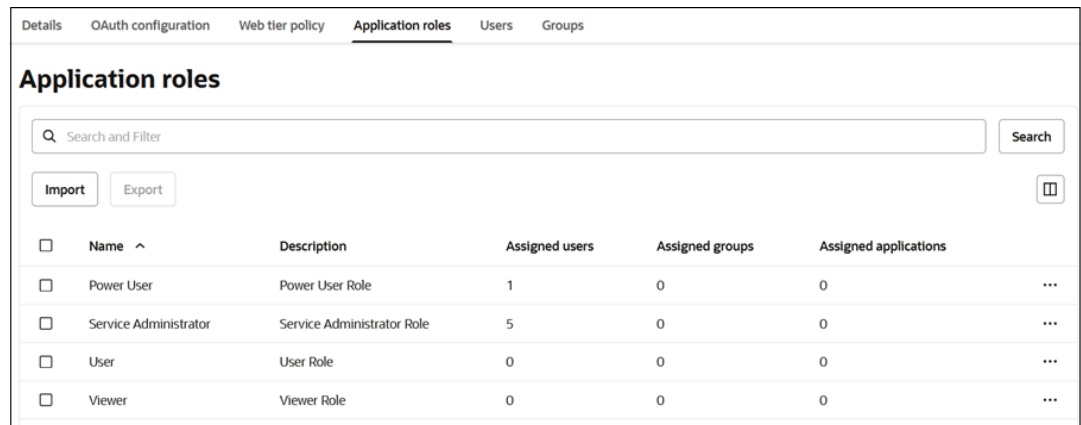 Details OAuth configuration Web tier policy Application roles Users Groups
Application roles
Search and Filter Search
Import Export
Name Description Assigned users Assigned groups Assigned applications
Power User Power User Role 1 0 0 ...
Service Administrator Service Administrator Role 5 0 0 ...
User User Role 0 0 0 ...
Viewer Viewer Role 0 0 0 ...